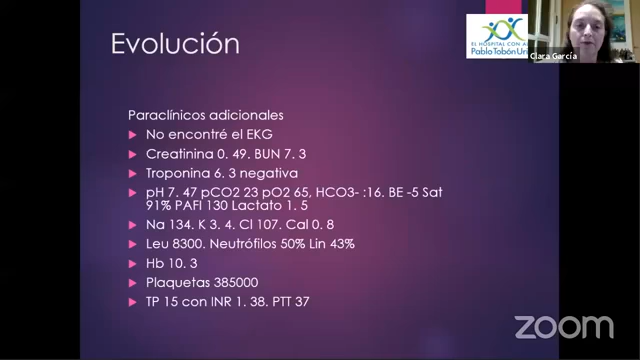 Evolución
EL HOSPITAL CON AL
Pablo Tobón Uri
Clara García
Paraclínicos adicionales
No encontré el EKG
Creatinina 0. 49. BUN 7. 3
Troponina 6. 3 negativa
pH 7. 47 pCO2 23 pO2 65, HCO3- :16. BE -5 Sat
91% PAFI 130 Lactato 1. 5
Na 134. K 3. 4. Cl 107. Cal 0. 8
Leu 8300. Neutrófilos 50% Lin 43%
Hb 10. 3
Plaquetas 385000
TP 15 con INR 1. 38. PTT 37
zoom